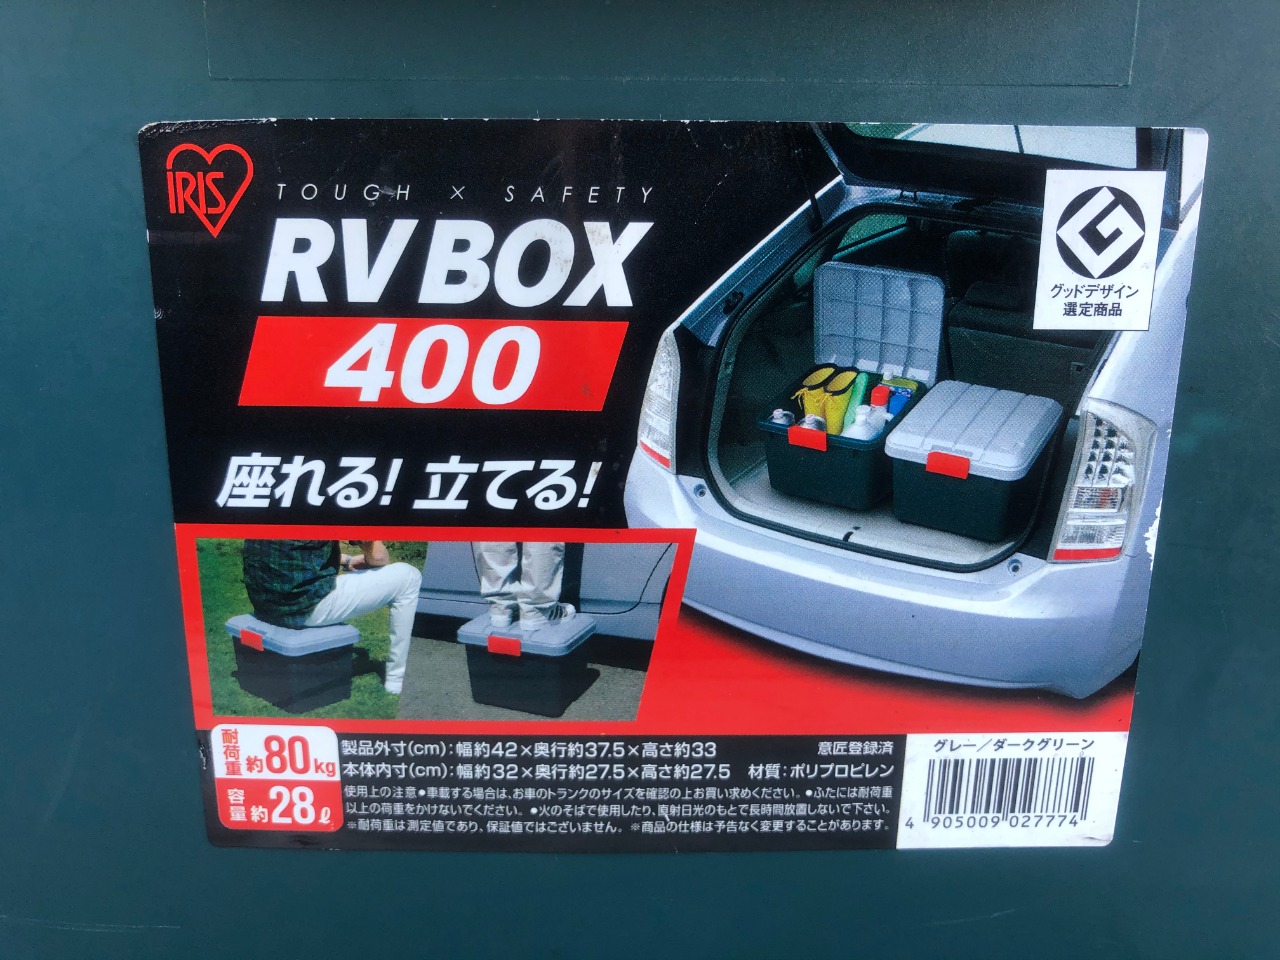 IRIS
TOUGH × SAFETY
RV BOX
400
座れる! 立てる!
G
グッドデザイン
選定商品
耐荷重 約80kg
容量 約28ℓ
製品外寸(cm):幅約42×奥行約37.5×高さ約33 意匠登録済
本体内寸(cm):幅約32×奥行約27.5×高さ約27.5 材質:ポリプロピレン
使用上の注意●車載する場合は、お車のトランクのサイズを確認の上お買い求めください。●ふたには耐荷重
以上の荷重をかけないでください。●火のそばで使用したり、直射日光のもとで長時間放置しないで下さい。
※耐荷重は測定値であり、保証値ではございません。※商品の仕様は予告なく変更することがあります。
グレー/ダークグリーン
4 905009 027774